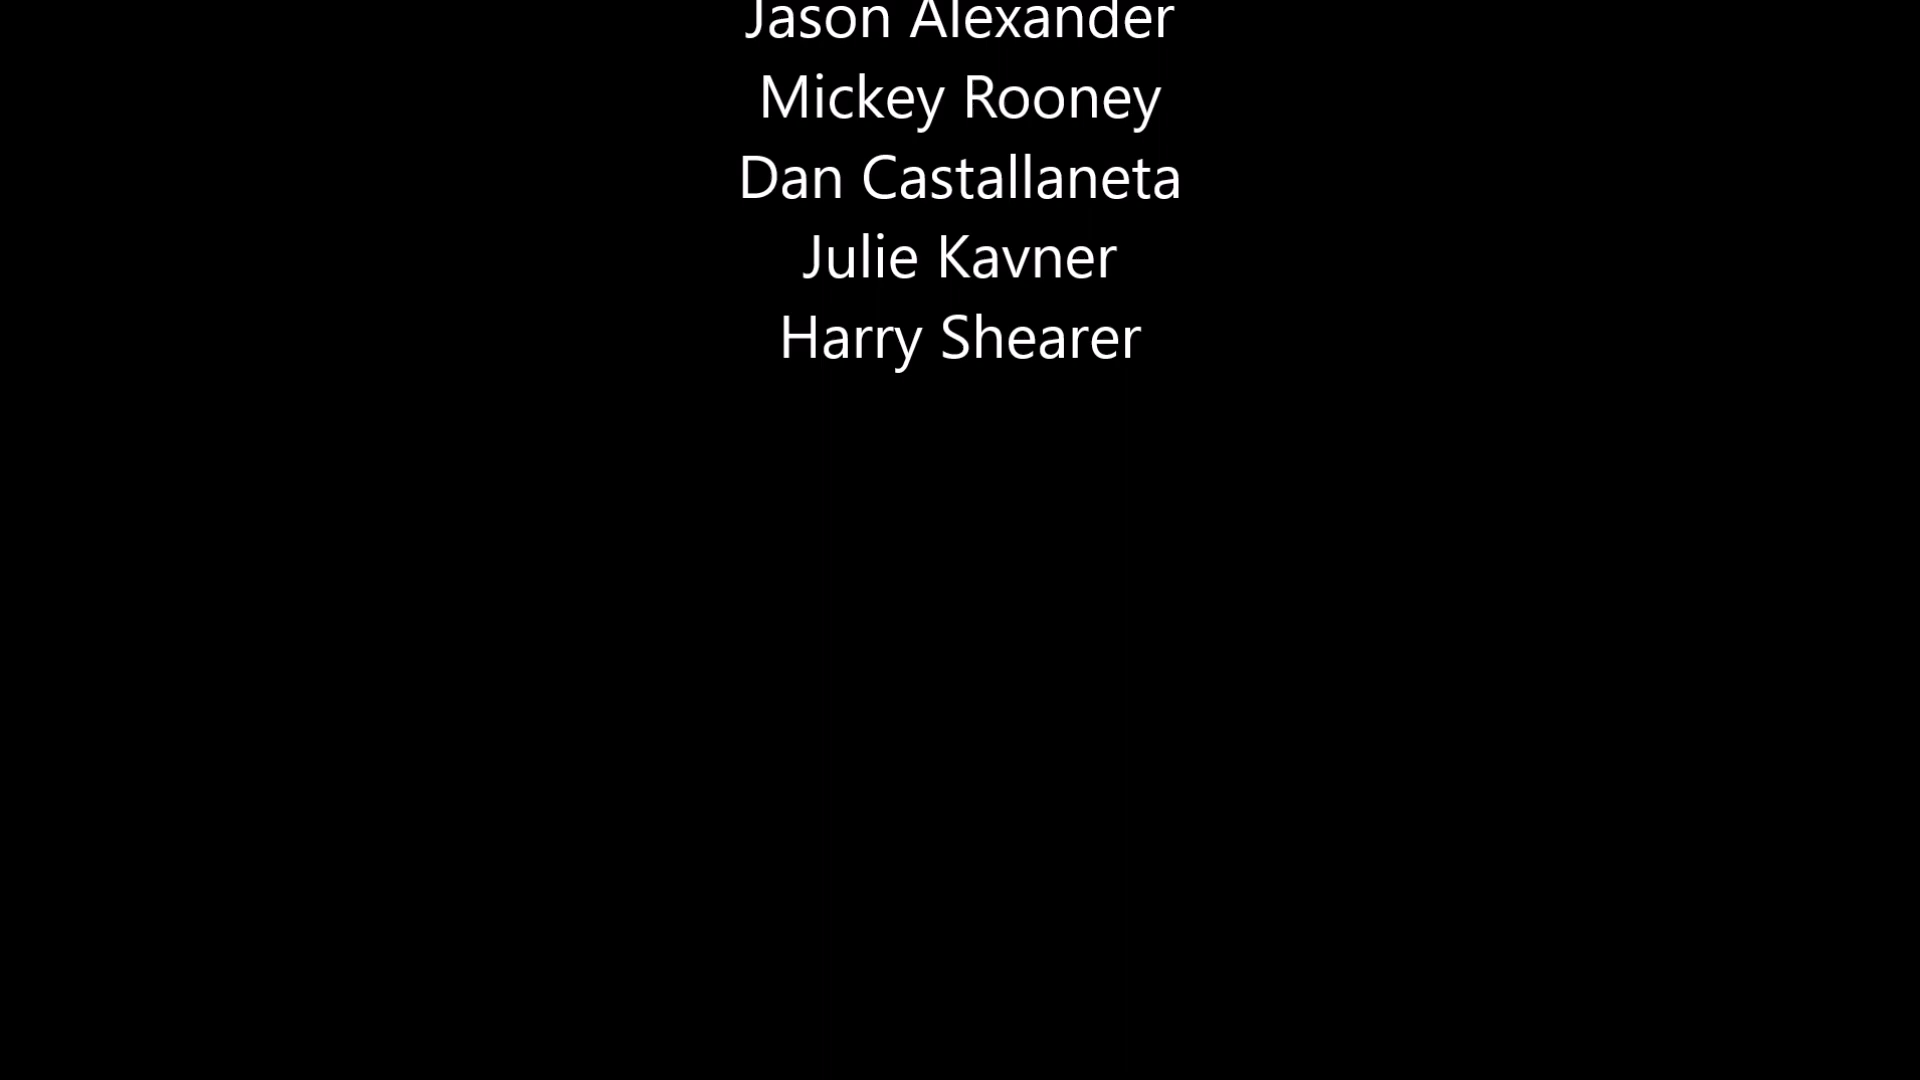 Jason Alexander
Mickey Rooney
Dan Castallaneta
Julie Kavner
Harry Shearer